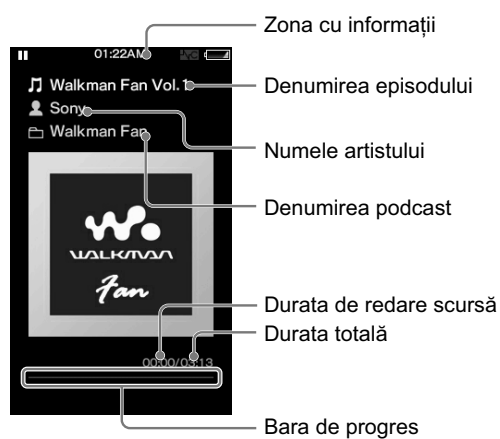 Zona cu informații
01:22AM
Walkman Fan Vol.1
Denumirea episodului
Sony
Numele artistului
Walkman Fan
Denumirea podcast
WALKMAN
Fan
Durata de redare scursă
Durata totală
00:00/03:13
Bara de progres